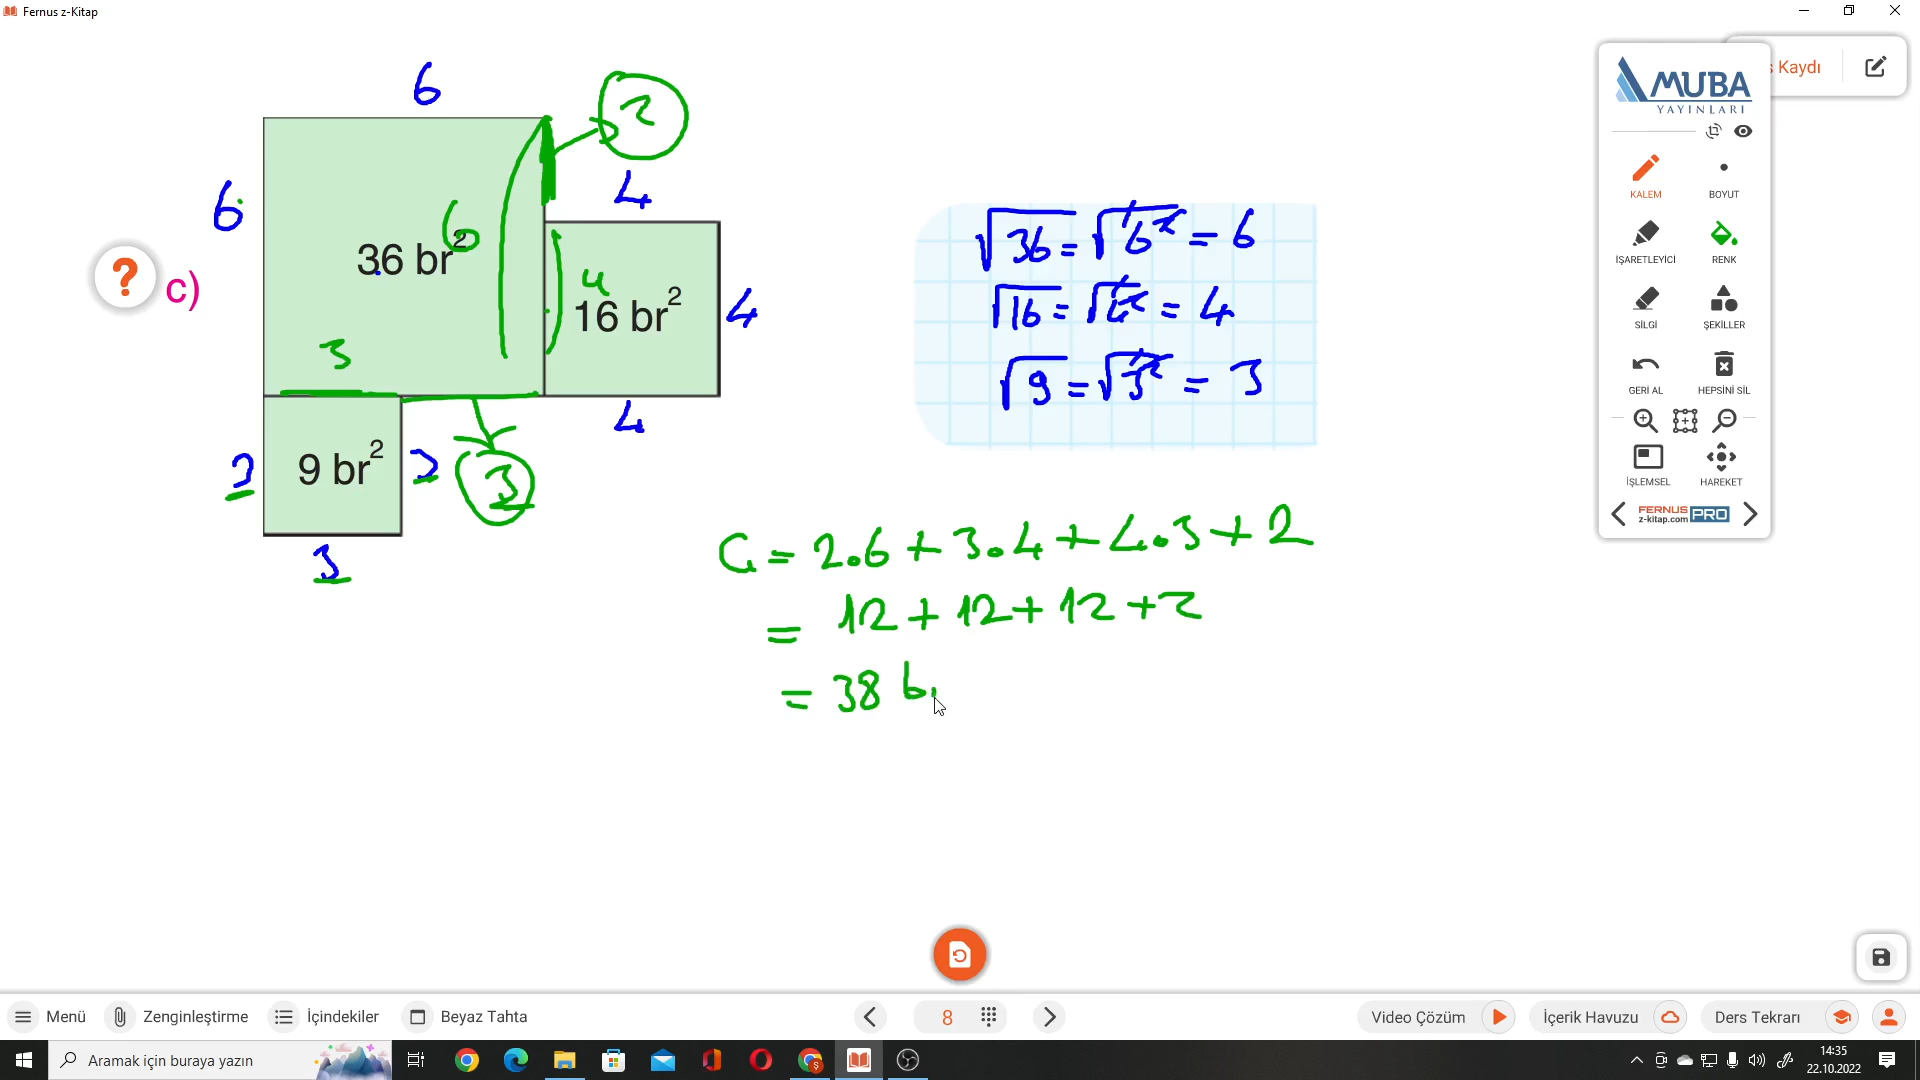 Fernus z-Kitap
6
2
s Kaydı
MUBA
YAYINLARI
4
6
6
36 br²
4
16 br²
4
c)
?
3
√36 = √6² = 6
√16 = √4² = 4
√9 = √3² = 3
KALEM BOYUT
İŞARETLEYİCİ RENK
SİLGİ ŞEKİLLER
GERİ AL HEPSİNİ SİL
İŞLEMSEL HAREKET
FERNUS PRO
z-kitap.com
4
3 9 br² 3 3
3
Ç = 2.6 + 3.4 + 4.3 + 2
= 12 + 12 + 12 + 2
= 38 b
Menü Zenginleştirme İçindekiler Beyaz Tahta 8 Video Çözüm İçerik Havuzu Ders Tekrarı
Aramak için buraya yazın
14:35
22.10.2022